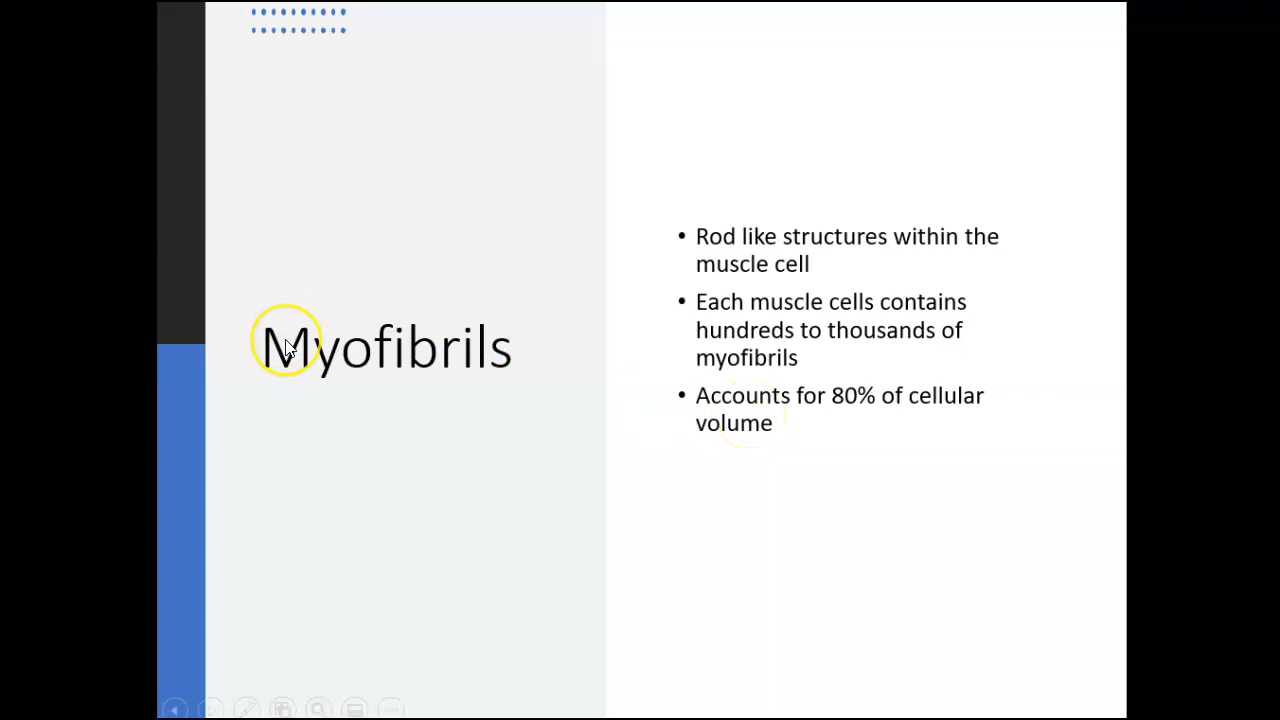 Myofibrils
• Rod like structures within the
muscle cell
• Each muscle cells contains
hundreds to thousands of
myofibrils
• Accounts for 80% of cellular
volume